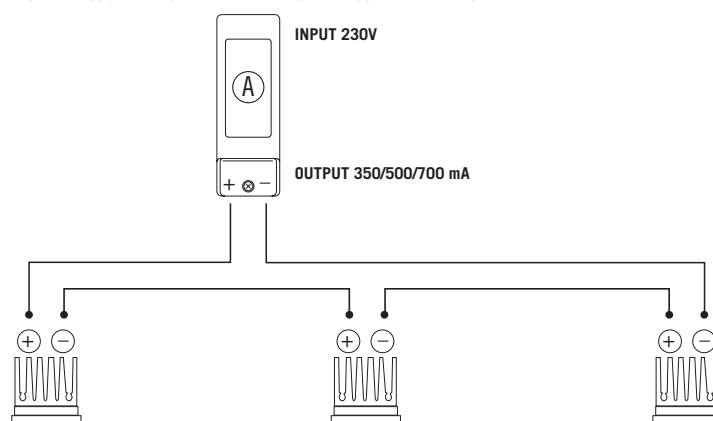 INPUT 230V
A
OUTPUT 350/500/700 mA
+ −
+ − + − + −